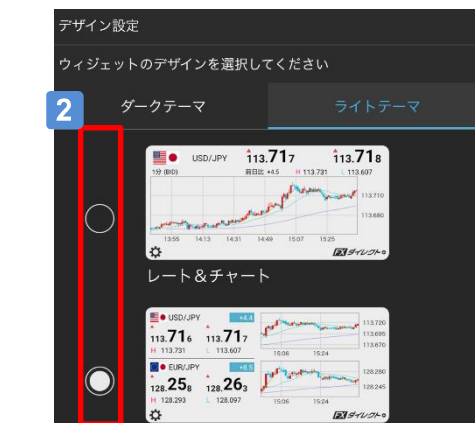 デザイン設定
ウィジェットのデザインを選択してください
2
ダークテーマ
ライトテーマ
USD/JPY 113.717 113.718
1分 (BID) 前日比 +4.5 H 113.731 L 113.607
113.710
113.680
13:55 14:13 14:31 14:49 15:07 15:25
FXダイレクト
レート＆チャート
USD/JPY +4.4
113.716 113.717
H 113.731 L 113.607
113.720
113.695
113.670
15:06 15:24
EUR/JPY +8.5
128.258 128.263
H 128.293 L 128.097
128.280
128.245
15:06 15:24
FXダイレクト